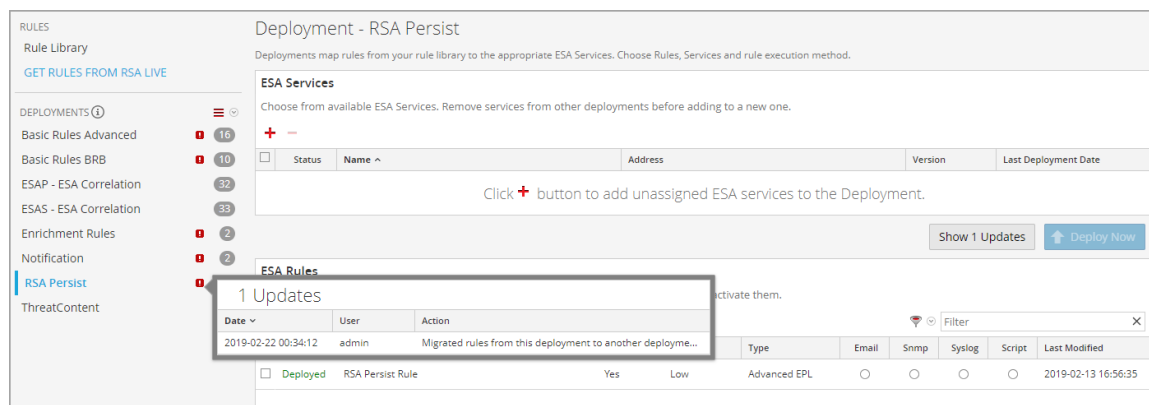 RULES
Rule Library
GET RULES FROM RSA LIVE
DEPLOYMENTS
Basic Rules Advanced 16
Basic Rules BRB 10
ESAP - ESA Correlation 32
ESAS - ESA Correlation 33
Enrichment Rules 2
Notification 2
RSA Persist
ThreatContent
Deployment - RSA Persist
Deployments map rules from your rule library to the appropriate ESA Services. Choose Rules, Services and rule execution method.
ESA Services
Choose from available ESA Services. Remove services from other deployments before adding to a new one.
Status Name Address Version Last Deployment Date
Click + button to add unassigned ESA services to the Deployment.
Show 1 Updates Deploy Now
ESA Rules
activate them.
Filter X
Type Email Snmp Syslog Script Last Modified
Deployed RSA Persist Rule Yes Low Advanced EPL 2019-02-13 16:56:35
1 Updates
Date User Action
2019-02-22 00:34:12 admin Migrated rules from this deployment to another deployme...